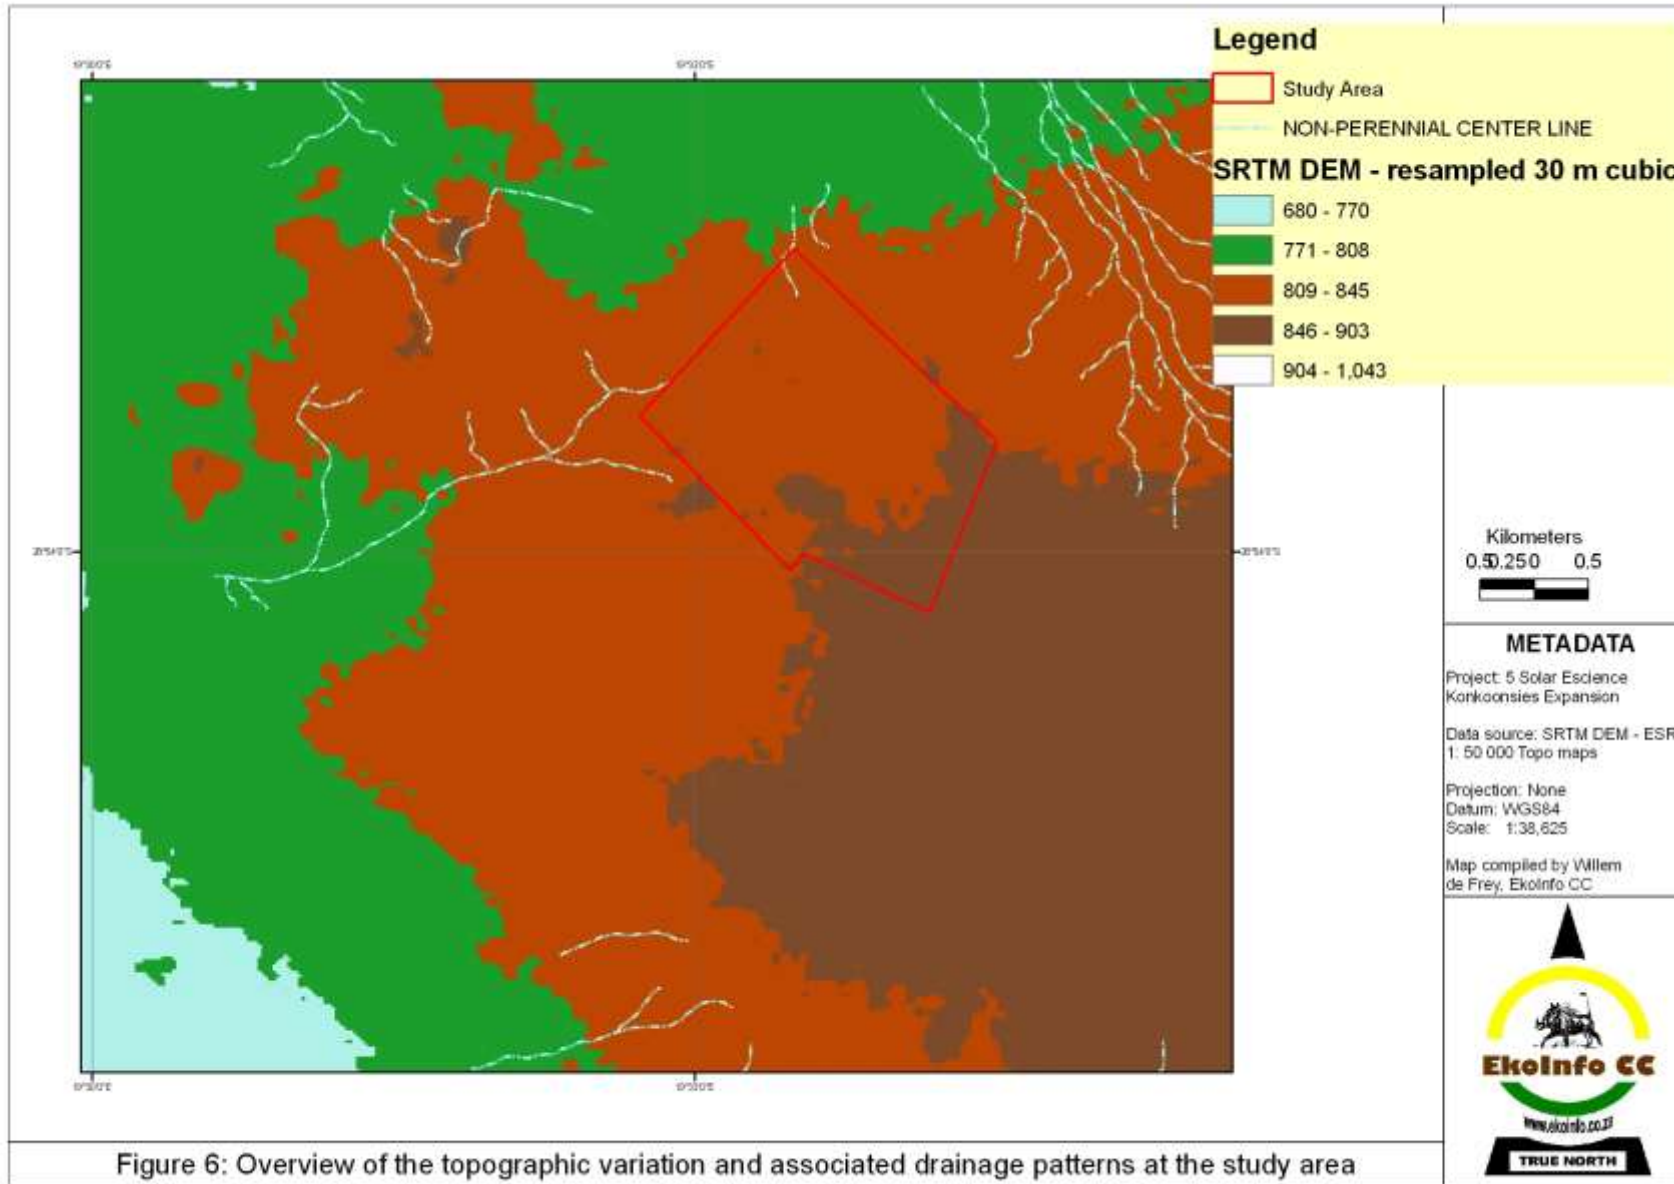 Legend
Study Area
NON-PERENNIAL CENTER LINE
SRTM DEM - resampled 30 m cubic
680 - 770
771 - 808
809 - 845
846 - 903
904 - 1,043
Kilometers
0.5 0.25 0 0.5
METADATA
Project: 5 Solar Escience
Konkoonsies Expansion
Data source: SRTM DEM - ESR
1: 50 000 Topo maps
Projection: None
Datum: WGS84
Scale: 1:38,625
Map compiled by Willem
de Frey, EkoInfo CC
EkoInfo CC
www.ekoinfo.co.za
TRUE NORTH
Figure 6: Overview of the topographic variation and associated drainage patterns at the study area